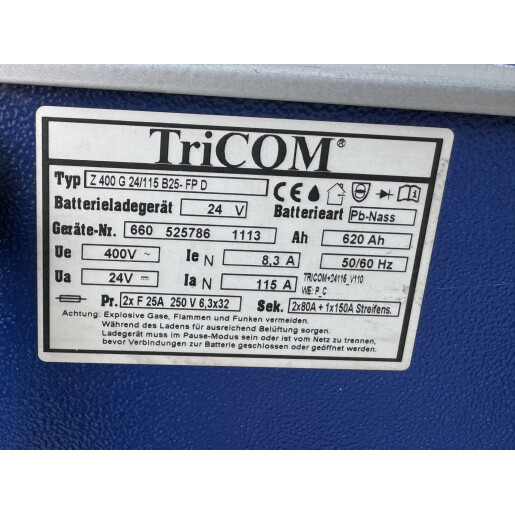 TriCOM®
Typ Z 400 G 24/115 B25- FP D
Batterieladegerät 24 V Batterieart Pb-Nass
Geräte-Nr. 660 525786 1113 Ah 620 Ah
Ue 400V~ Ie N 8,3 A 50/60 Hz
Ua 24V Ia N 115 A TRICOM+24115_V110
WE: P_C
Pr. 2x F 25A 250 V 6,3x32 Sek. 2x80A + 1x150A Streifens.
Achtung: Explosive Gase, Flammen und Funken vermeiden.
Während des Ladens für ausreichend Belüftung sorgen.
Ladegerät muss im Pause-Modus sein oder ist vom Netz zu trennen,
bevor Verbindungen zur Batterie geschlossen oder geöffnet werden.